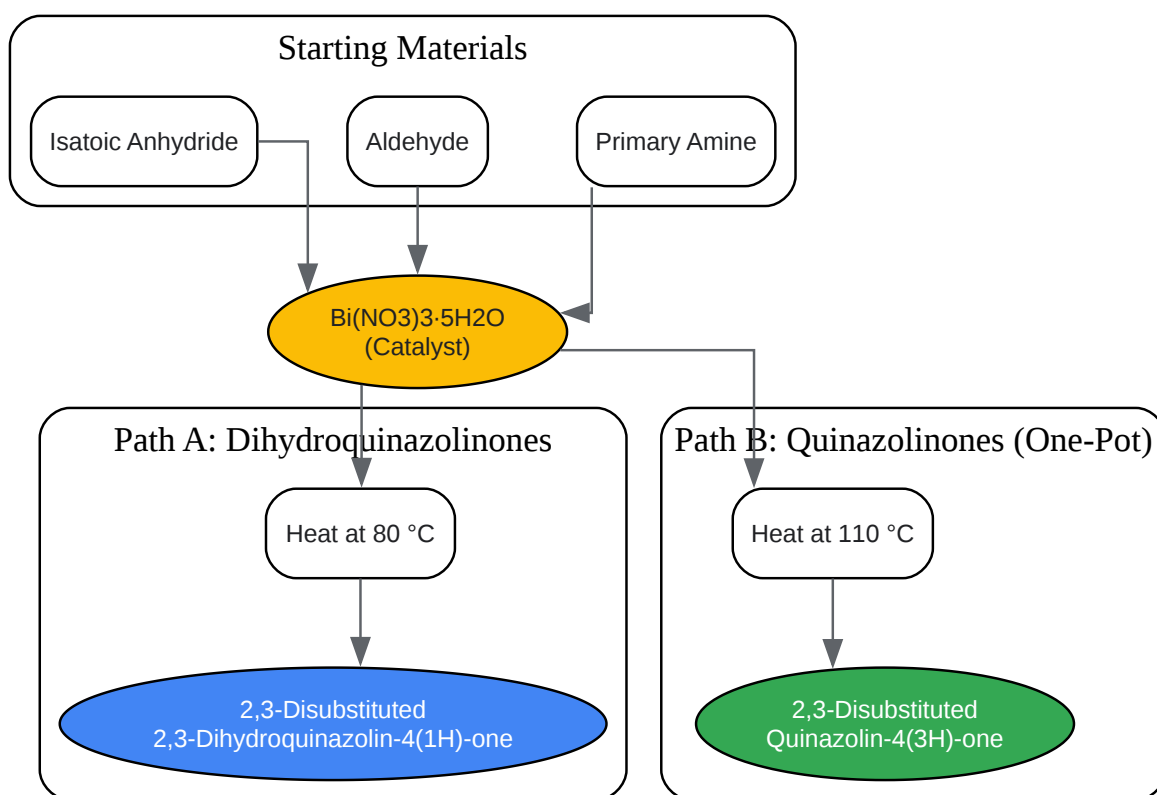 Starting Materials
Isatoic Anhydride
Aldehyde
Primary Amine
Bi(NO3)3·5H2O
(Catalyst)
Path A: Dihydroquinazolinones
Path B: Quinazolinones (One-Pot)
Heat at 80 °C
Heat at 110 °C
2,3-Disubstituted
2,3-Dihydroquinazolin-4(1H)-one
2,3-Disubstituted
Quinazolin-4(3H)-one